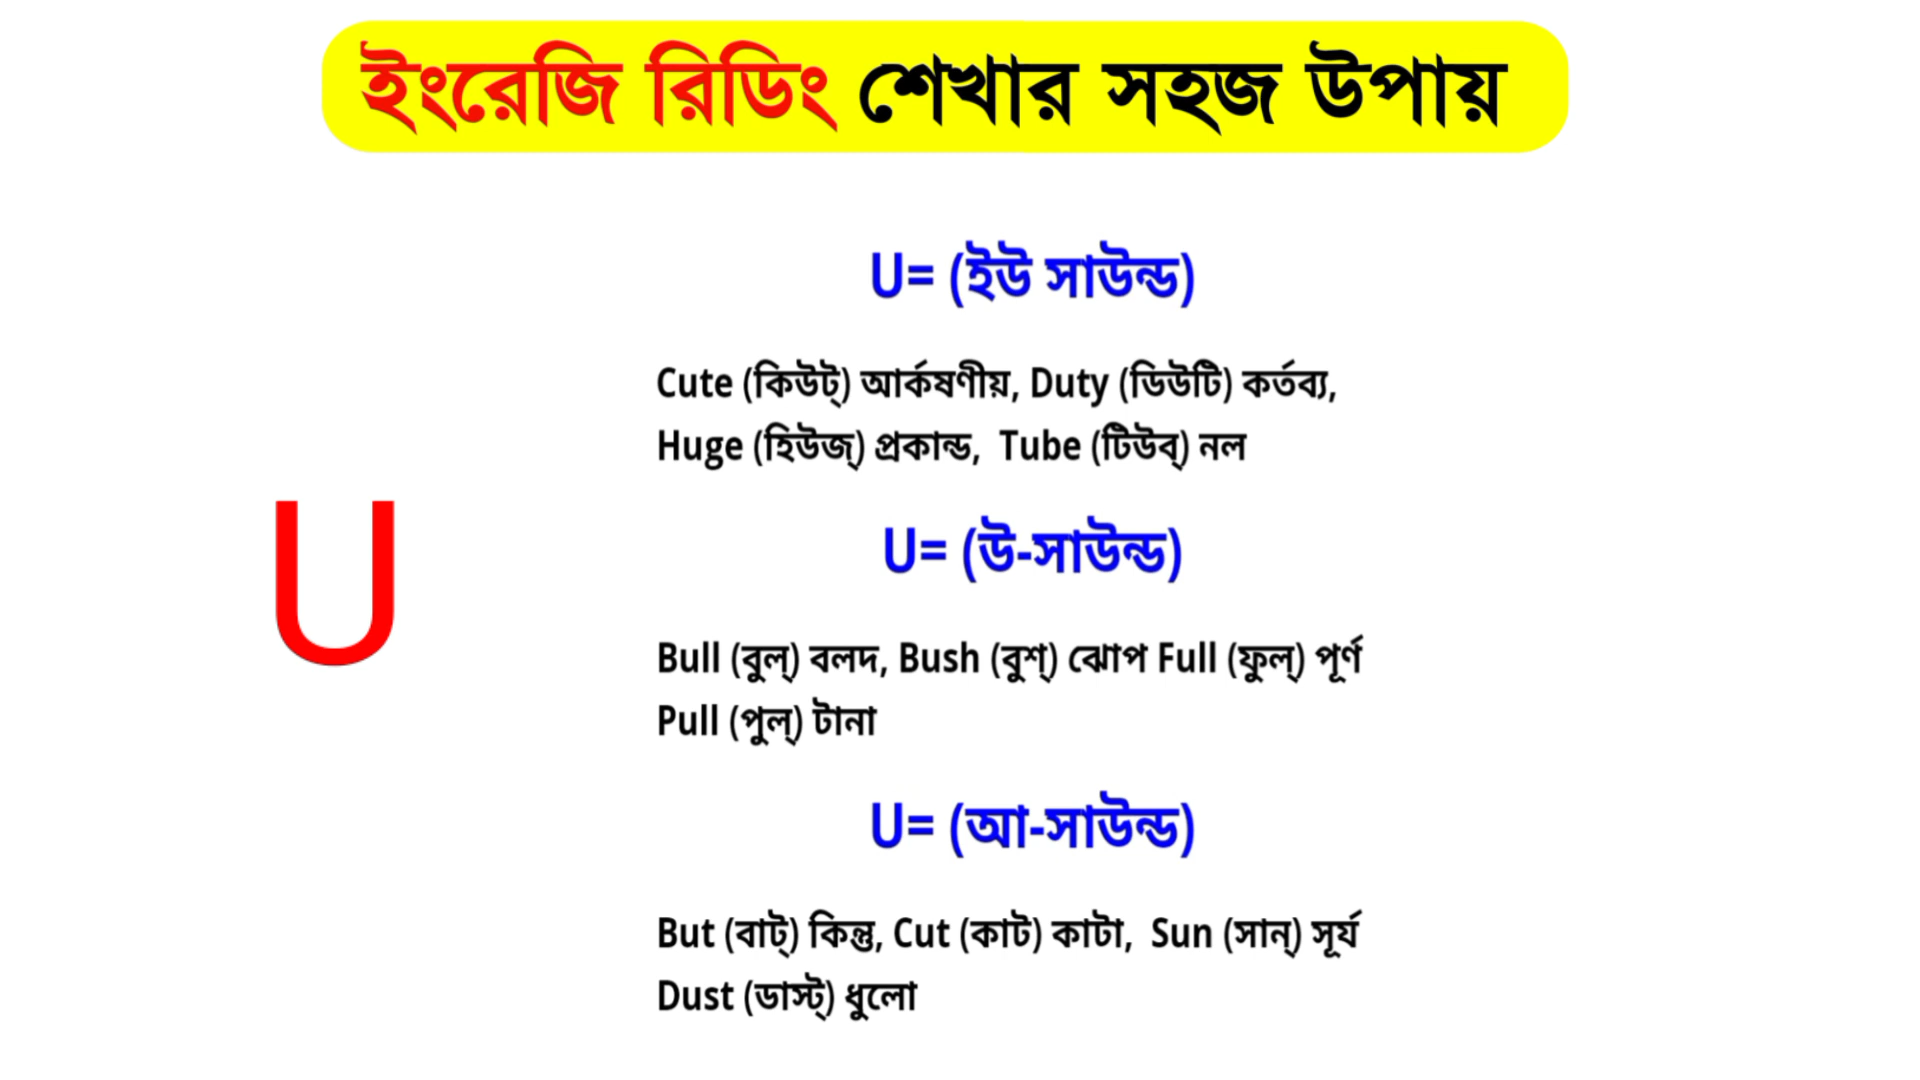 ইংরেজি রিডিং শেখার সহজ উপায়
U= (ইউ সাউন্ড)
Cute (কিউট্) আর্কষণীয়, Duty (ডিউটি) কর্তব্য,
Huge (হিউজ্) প্রকান্ড, Tube (টিউব্) নল
U
U= (উ-সাউন্ড)
Bull (বুল্) বলদ, Bush (বুশ্) ঝোপ Full (ফুল্) পূর্ণ
Pull (পুল্) টানা
U= (আ-সাউন্ড)
But (বাট্) কিন্তু, Cut (কাট) কাটা, Sun (সান্) সূর্য
Dust (ডাস্ট্) ধুলো